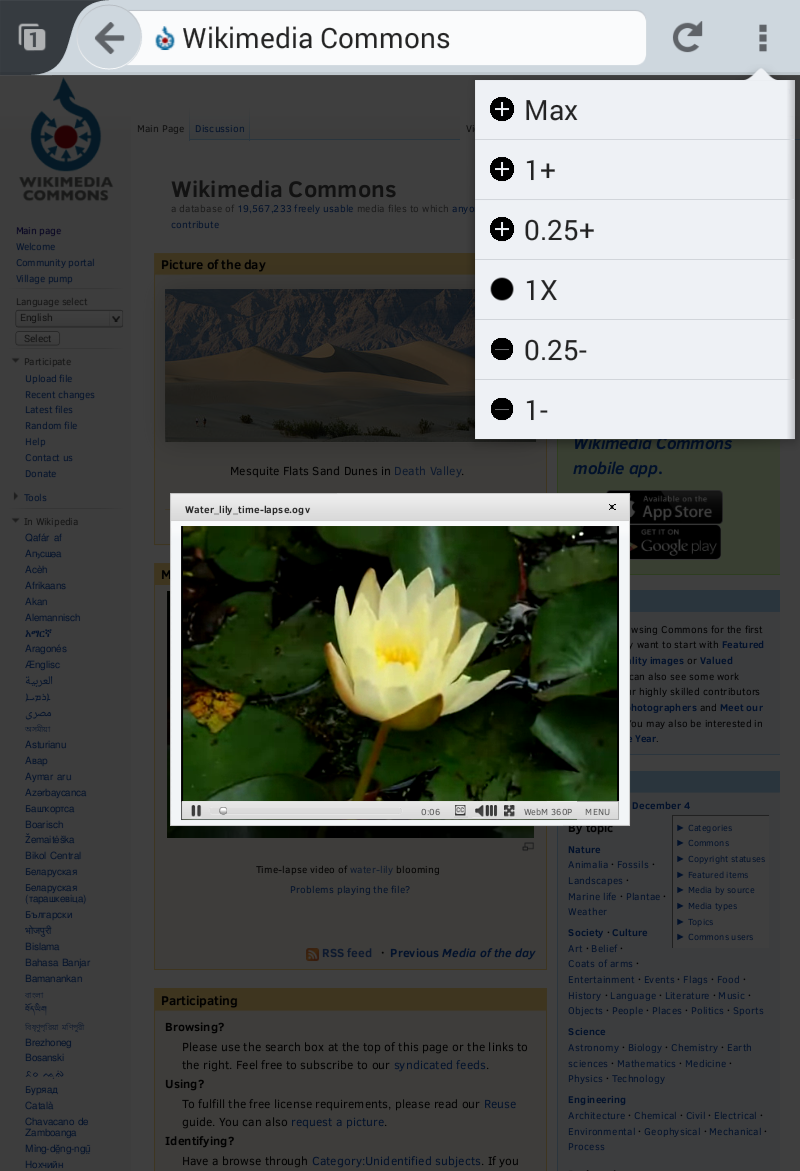 1
Wikimedia Commons
Max
1+
0.25+
1X
0.25-
1-
WIKIMEDIA
COMMONS
Main page
Welcome
Community portal
Village pump
Language select
English
Select
Participate
Upload file
Recent changes
Latest files
Random file
Help
Contact us
Donate
Tools
In Wikipedia
Qafár af
Аҧсшәа
Acèh
Afrikaans
Akan
Alemannisch
አማርኛ
Aragonés
Ænglisc
العربية
مصرى
অসমীয়া
Asturianu
Авар
Aymar aru
Azərbaycanca
Башҡортса
Boarisch
Žemaitėška
Bikol Central
Беларуская
Беларуская
(тарашкевіца)
Български
भोजपुरी
Bislama
Bahasa Banjar
Bamanankan
বাংলা
Brezhoneg
Bosanski
Буряад
Català
Chavacano de
Zamboanga
Mìng-dĕ̤ng-ngṳ̄
Нохчийн
Main Page
Discussion
Wikimedia Commons
a database of 19,567,233 freely usable media files to which anyo
contribute
Picture of the day
Mesquite Flats Sand Dunes in Death Valley.
Water_lily_time-lapse.ogv
0:06
CC
WebM 360P
MENU
Time-lapse video of water-lily blooming
Problems playing the file?
RSS feed · Previous Media of the day
Participating
Browsing?
Please use the search box at the top of this page or the links to
the right. Feel free to subscribe to our syndicated feeds.
Using?
To fulfill the free license requirements, please read our Reuse
guide. You can also request a picture.
Identifying?
Have a browse through Category:Unidentified subjects. If you
Wikimedia Commons
mobile app.
Available on the
App Store
GET IT ON
Google play
wsing Commons for the first
y want to start with Featured
lity images or Valued
can also see some work
r highly skilled contributors
hotographers and Meet our
You may also be interested in
e Year.
December 4
By topic
Nature
Animalia · Fossils ·
Landscapes ·
Marine life · Plantae ·
Weather
Society · Culture
Art · Belief ·
Coats of arms ·
Entertainment · Events · Flags · Food ·
History · Language · Literature · Music ·
Objects · People · Places · Politics · Sports
Science
Astronomy · Biology · Chemistry · Earth
sciences · Mathematics · Medicine ·
Physics · Technology
Engineering
Architecture · Chemical · Civil · Electrical ·
Environmental · Geophysical · Mechanical ·
Process
► Categories
► Commons
► Copyright statuses
► Featured items
► Media by source
► Media types
► Topics
► Commons users